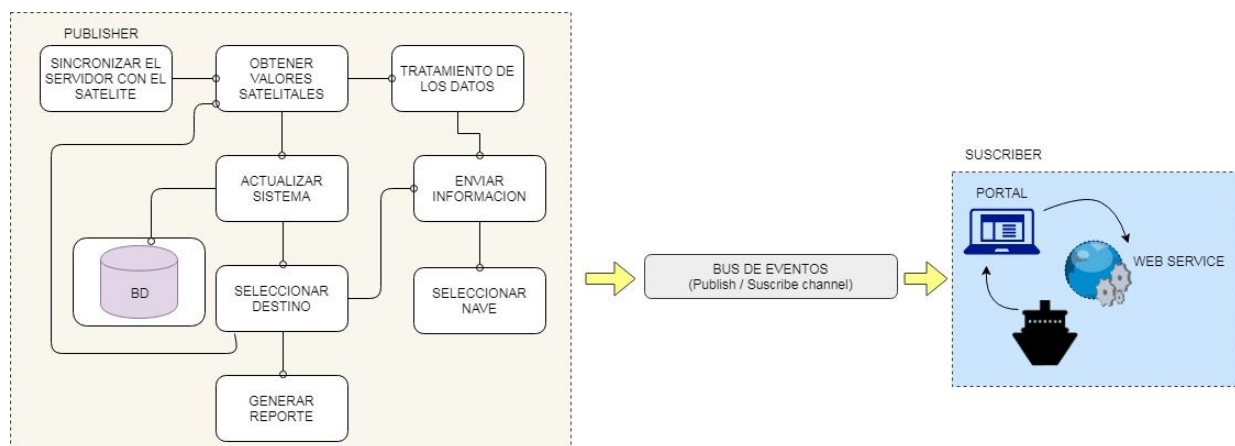 PUBLISHER
SINCRONIZAR EL
SERVIDOR CON EL
SATELITE
OBTENER
VALORES
SATELITALES
TRATAMIENTO DE
LOS DATOS
ACTUALIZAR
SISTEMA
ENVIAR
INFORMACION
BD
SELECCIONAR
DESTINO
SELECCIONAR
NAVE
GENERAR
REPORTE
BUS DE EVENTOS
(Publish / Suscribe channel)
SUSCRIBER
PORTAL
WEB SERVICE